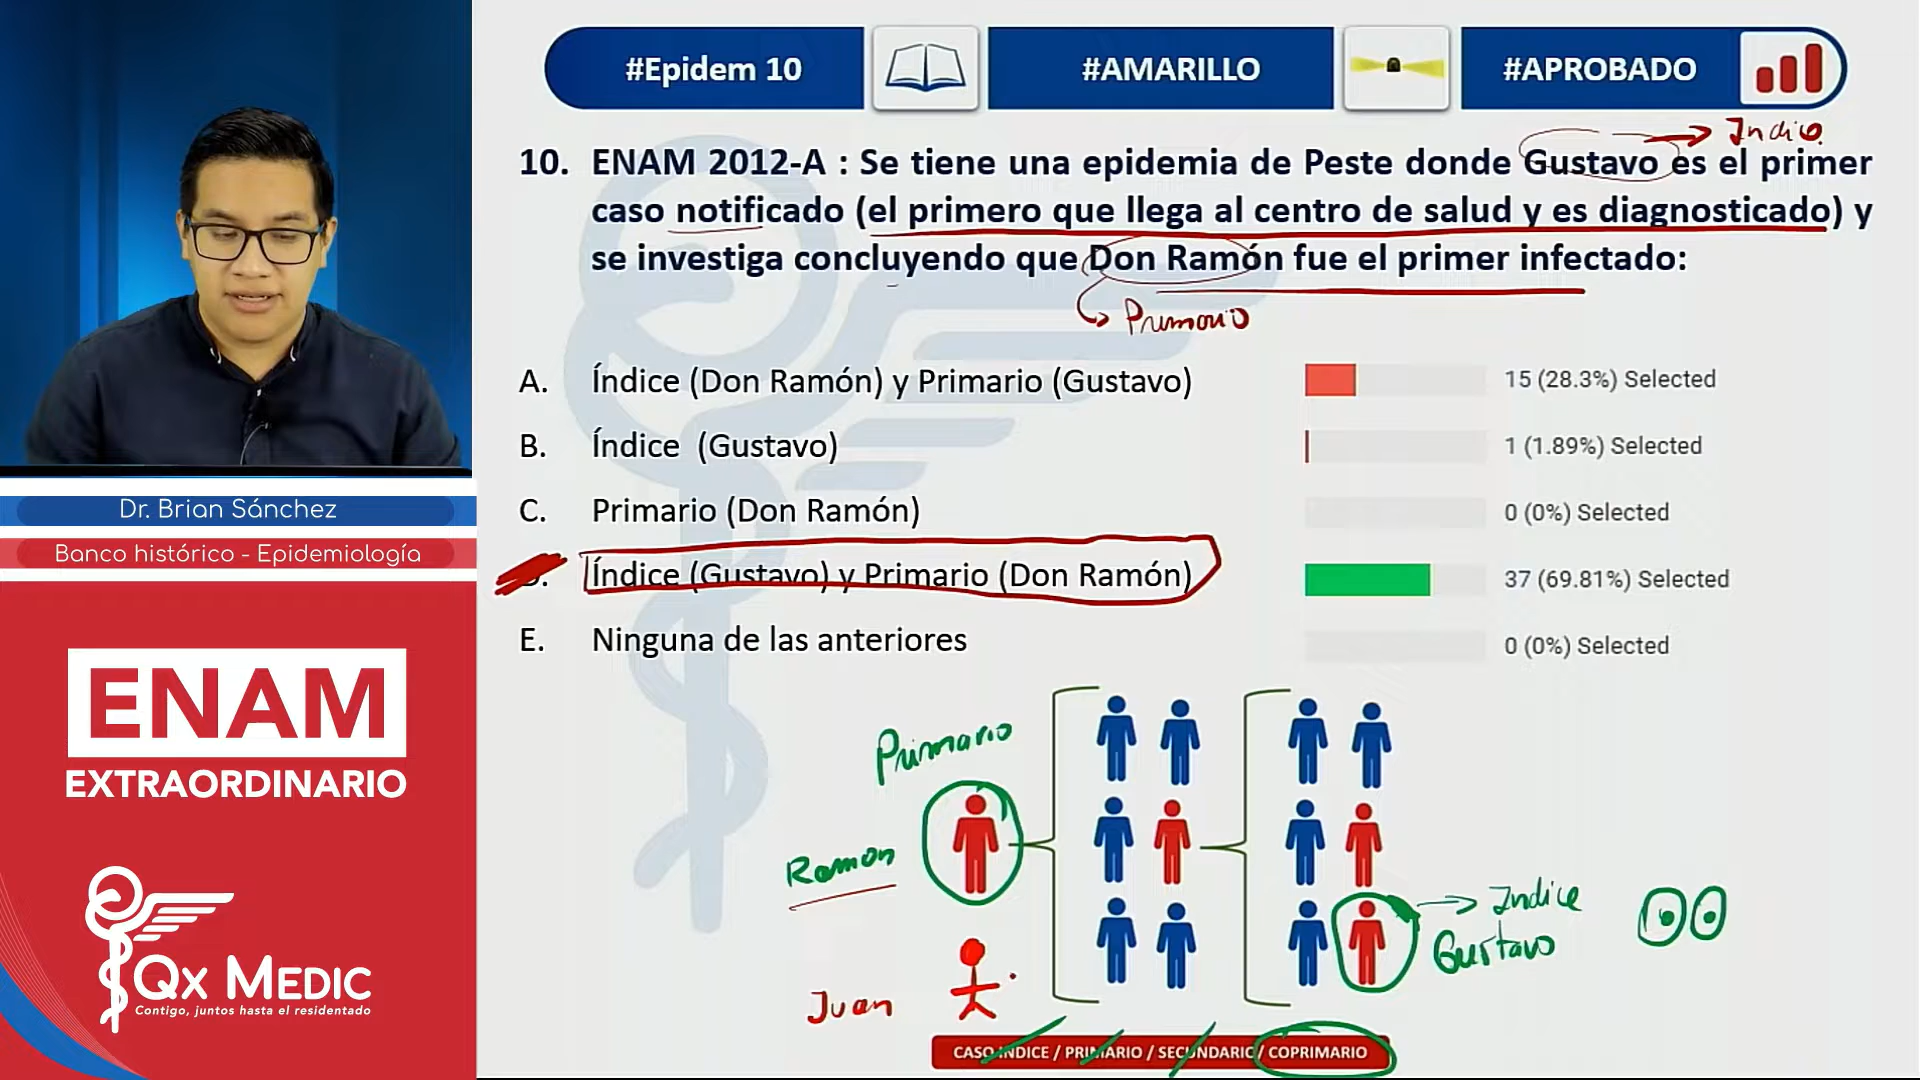 #Epidem 10
#AMARILLO
#APROBADO
Indice
10. ENAM 2012-A : Se tiene una epidemia de Peste donde Gustavo es el primer
caso notificado (el primero que llega al centro de salud y es diagnosticado) y
se investiga concluyendo que Don Ramón fue el primer infectado:
Primario
A. Índice (Don Ramón) y Primario (Gustavo)
15 (28.3%) Selected
B. Índice (Gustavo)
1 (1.89%) Selected
C. Primario (Don Ramón)
0 (0%) Selected
D. Índice (Gustavo) y Primario (Don Ramón)
37 (69.81%) Selected
E. Ninguna de las anteriores
0 (0%) Selected
Dr. Brian Sánchez
Banco histórico - Epidemiología
ENAM
EXTRAORDINARIO
Qx MEDIC
Contigo, juntos hasta el residentado
Primario
Ramon
Juan
Indice
Gustavo
CASO INDICE / PRIMARIO / SECUNDARIO/ COPRIMARIO